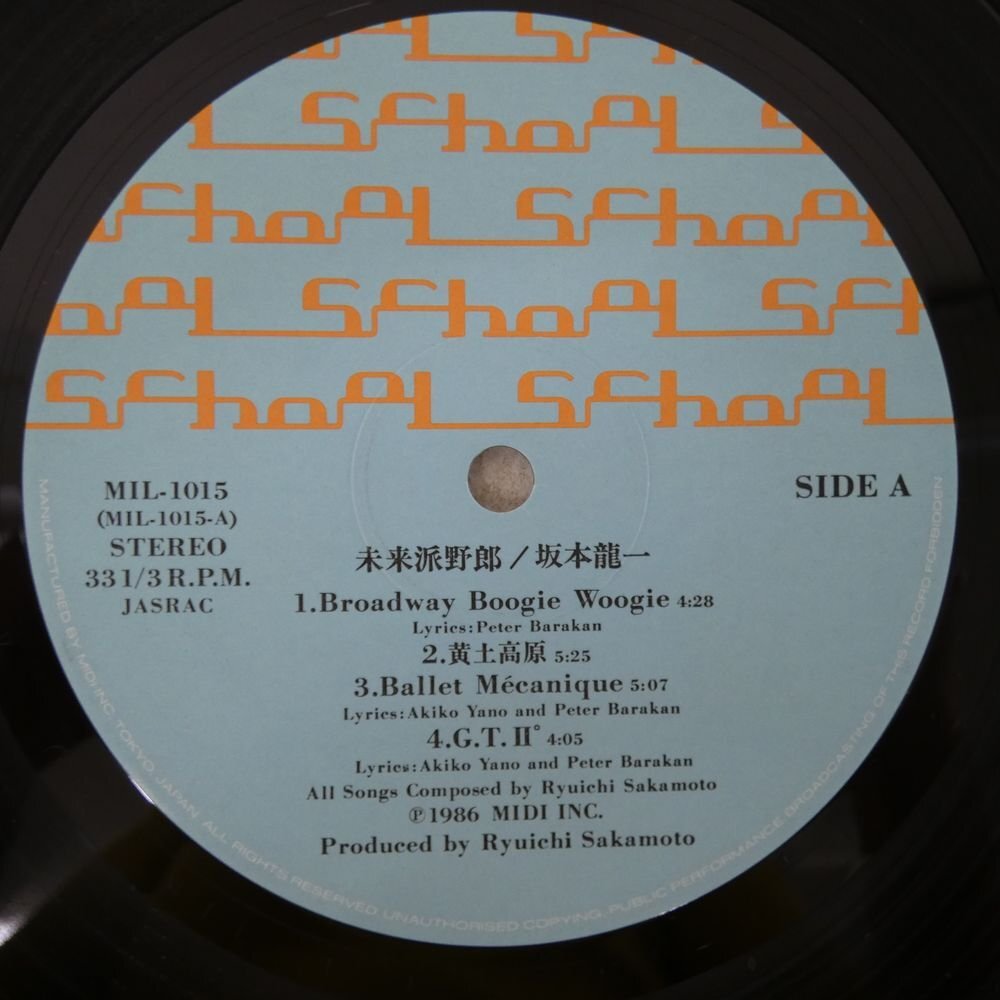 School
School School
School School
School School
School School
MIL-1015
(MIL-1015-A)
STEREO
33 1/3 R.P.M.
JASRAC
SIDE A
未来派野郎/坂本龍一
1.Broadway Boogie Woogie 4:28
Lyrics:Peter Barakan
2.黄土高原 5:25
3.Ballet Mécanique 5:07
Lyrics:Akiko Yano and Peter Barakan
4.G.T.II° 4:05
Lyrics:Akiko Yano and Peter Barakan
All Songs Composed by Ryuichi Sakamoto
℗1986 MIDI INC.
Produced by Ryuichi Sakamoto
MANUFACTURED BY MIDI INC. TOKYO, JAPAN. ALL RIGHTS RESERVED. UNAUTHORISED COPYING, PUBLIC PERFORMANCE BROADCASTING OF THIS RECORD FORBIDDEN